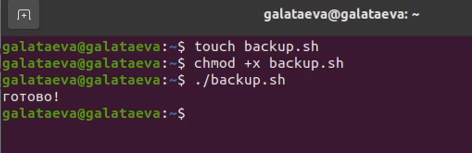 galataeva@galataeva: ~
galataeva@galataeva:~$ touch backup.sh
galataeva@galataeva:~$ chmod +x backup.sh
galataeva@galataeva:~$ ./backup.sh
готово!
galataeva@galataeva:~$